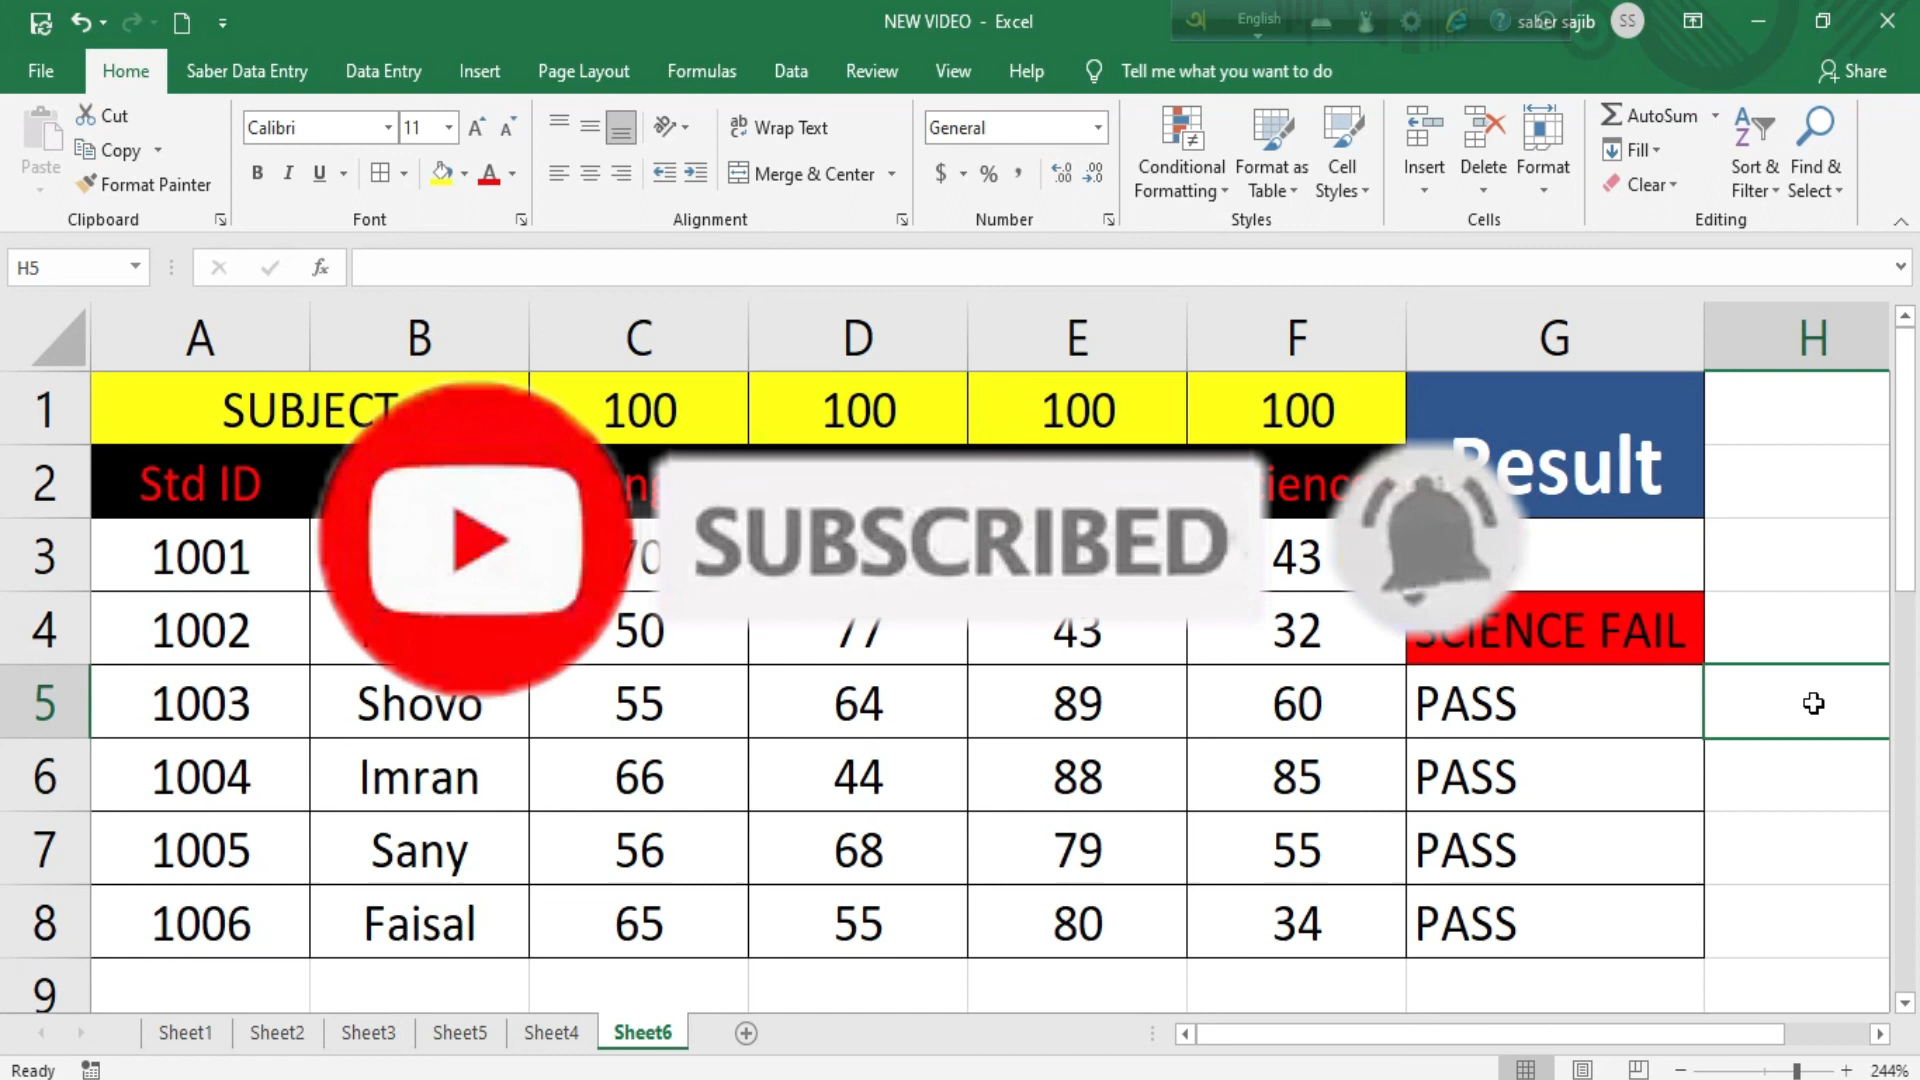 NEW VIDEO - Excel
English
saber sajib
SS
File Home Saber Data Entry Data Entry Insert Page Layout Formulas Data Review View Help Tell me what you want to do Share
Paste
Cut
Copy
Format Painter
Clipboard
Calibri 11
B I U A
Font
Wrap Text
Merge & Center
Alignment
General
$ % ,
Number
Conditional Formatting
Format as Table
Cell Styles
Styles
Insert Delete Format
Cells
AutoSum
Fill
Clear
Sort & Filter
Find & Select
Editing
H5
fx
A B C D E F G H
1 SUBJECT 100 100 100 100
2 Std ID
Result
3 1001 70 43
SUBSCRIBED
4 1002 50 77 43 32 SCIENCE FAIL
5 1003 Shovo 55 64 89 60 PASS
6 1004 Imran 66 44 88 85 PASS
7 1005 Sany 56 68 79 55 PASS
8 1006 Faisal 65 55 80 34 PASS
9
Sheet1 Sheet2 Sheet3 Sheet5 Sheet4 Sheet6
Ready
244%